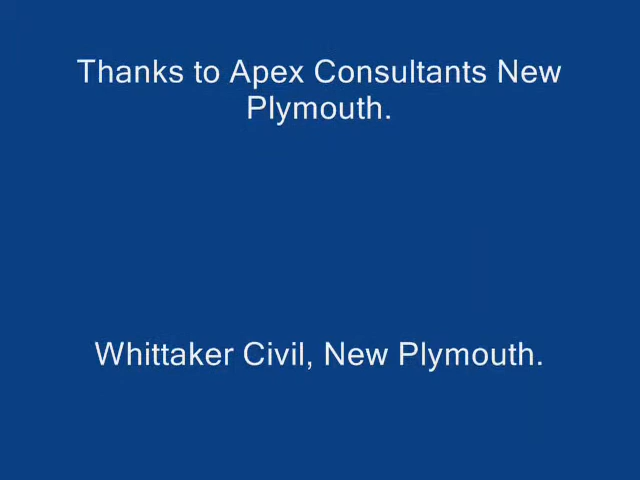 Thanks to Apex Consultants New
Plymouth.
Whittaker Civil, New Plymouth.